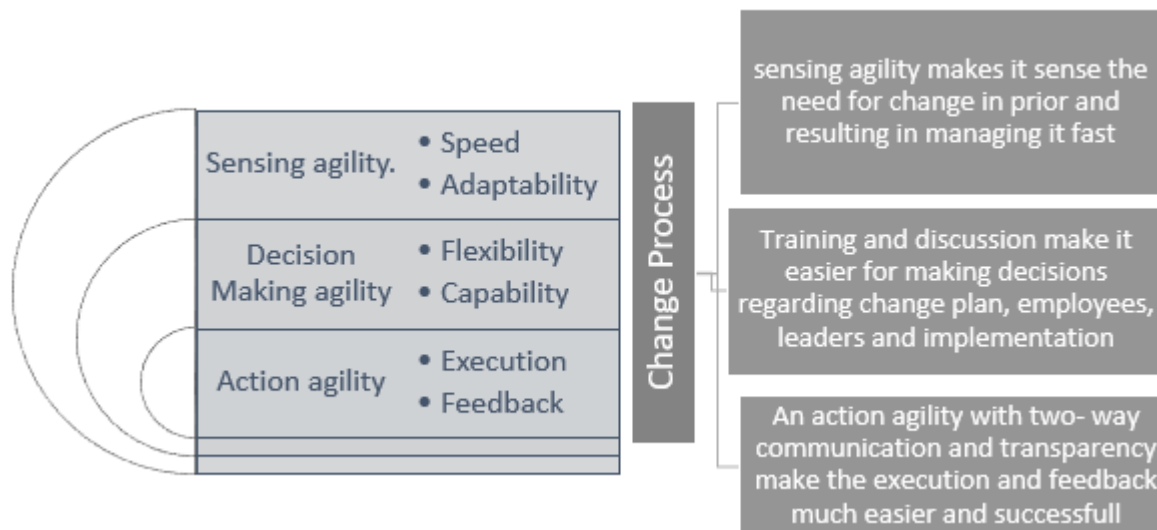 Sensing agility.
• Speed
• Adaptability
Decision
Making agility
• Flexibility
• Capability
Action agility
• Execution
• Feedback
Change Process
sensing agility makes it sense the
need for change in prior and
resulting in managing it fast
Training and discussion make it
easier for making decisions
regarding change plan, employees,
leaders and implementation
An action agility with two- way
communication and transparency
make the execution and feedback
much easier and successfull